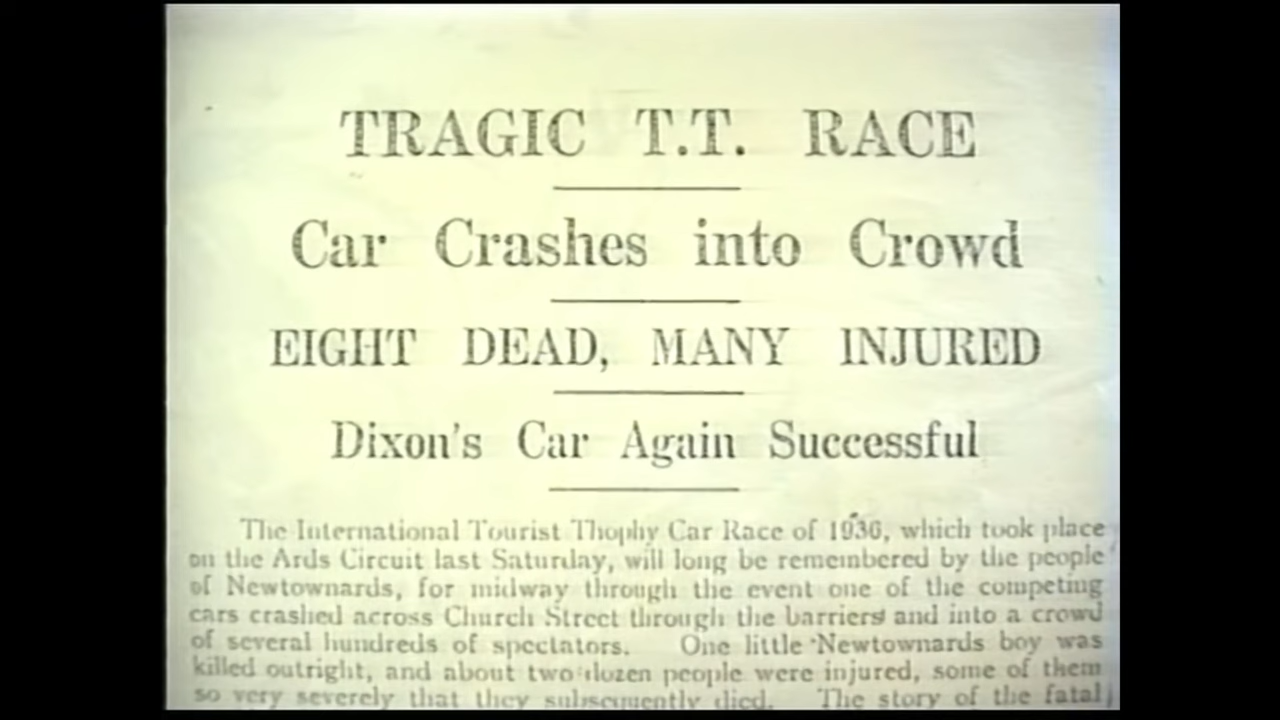 TRAGIC T.T. RACE
Car Crashes into Crowd
EIGHT DEAD, MANY INJURED
Dixon's Car Again Successful
The International Tourist Thophy Car Race of 1936, which took place
on the Ards Circuit last Saturday, will long be remembered by the people
of Newtownards, for midway through the event one of the competing
cars crashed across Church Street through the barriers and into a crowd
of several hundreds of spectators. One little Newtownards boy was
killed outright, and about two dozen people were injured, some of them
so very severely that they subsequently died. The story of the fatal